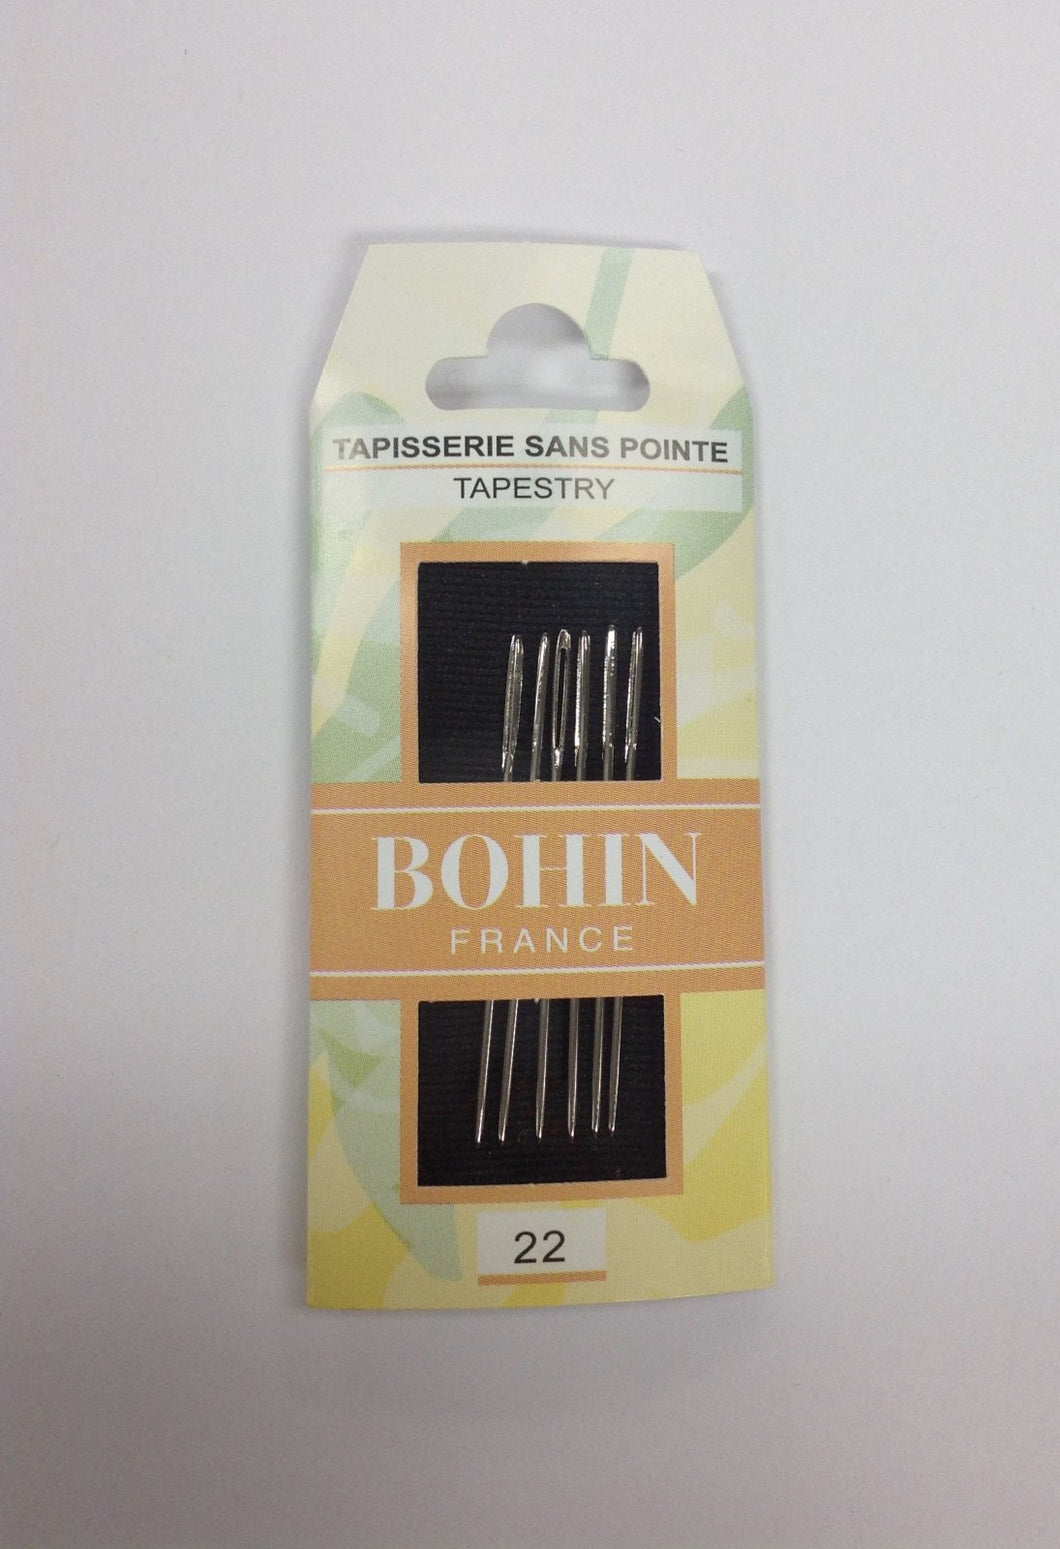 TAPISSERIE SANS POINTE
TAPESTRY
BOHIN
FRANCE
22